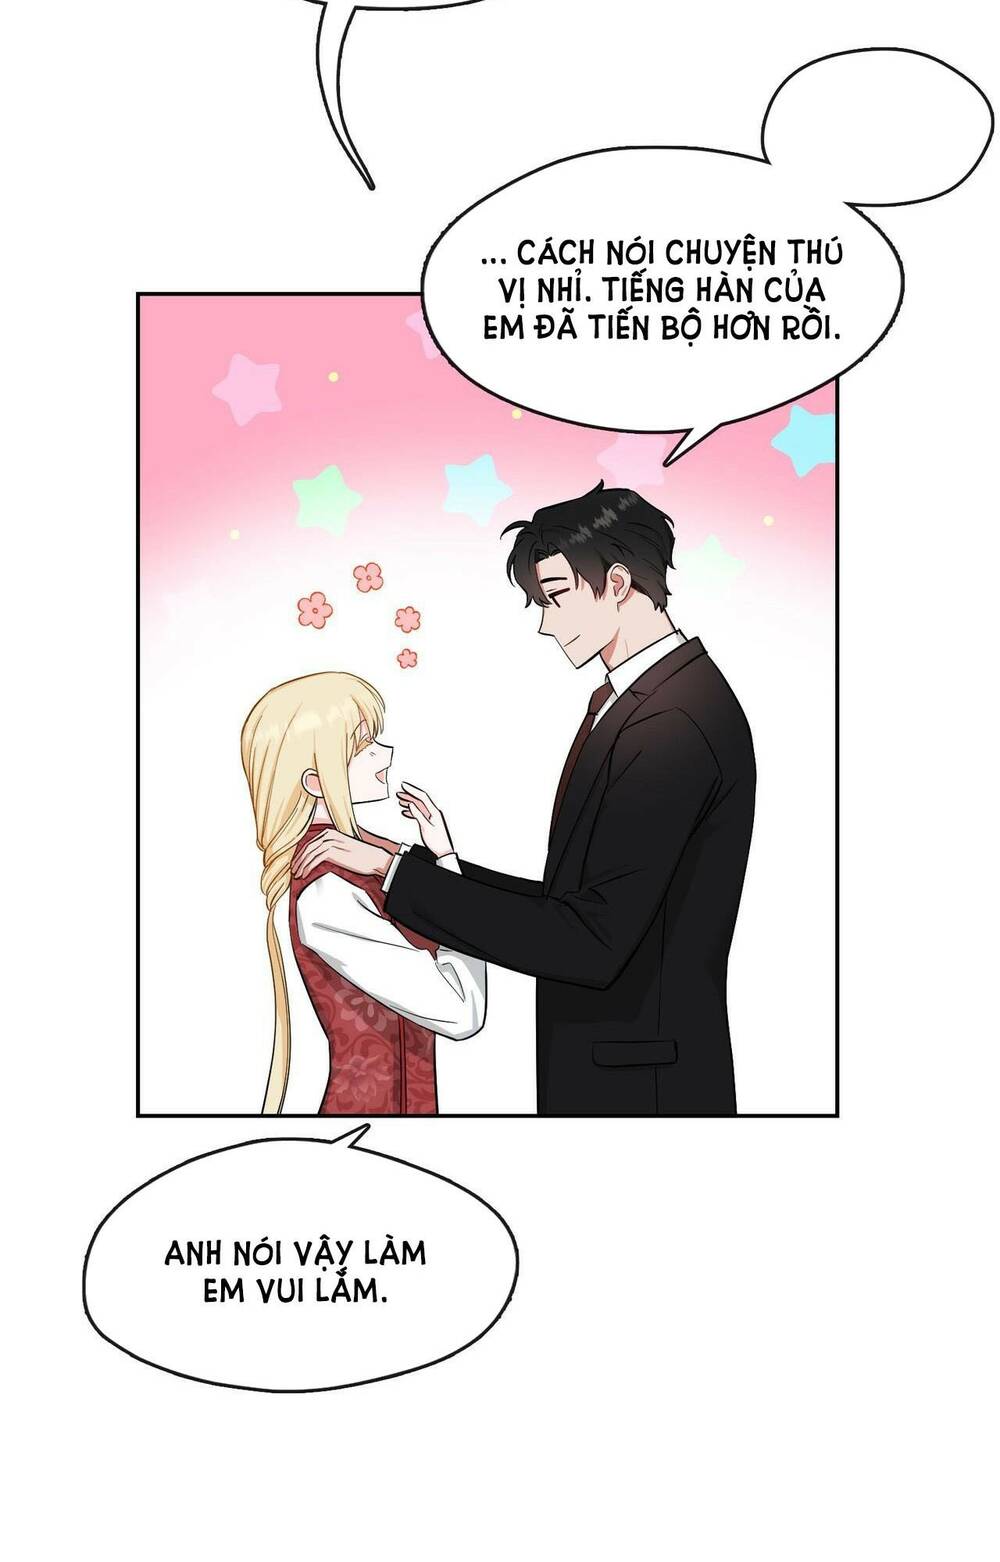 ... CÁCH NÓI CHUYỆN THÚ
VỊ NHỈ. TIẾNG HÀN CỦA
EM ĐÃ TIẾN BỘ HƠN RỒI.
ANH NÓI VẬY LÀM
EM VUI LẮM.